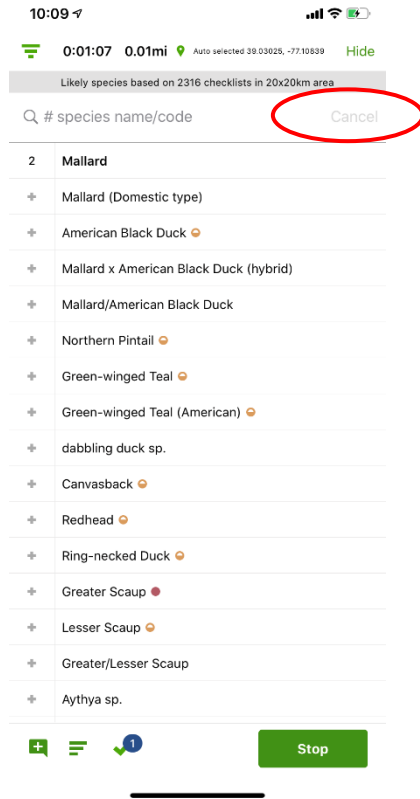 10:09
0:01:07 0.01mi Auto selected 39.03025, -77.10839 Hide
Likely species based on 2316 checklists in 20x20km area
# species name/code Cancel
2 Mallard
+ Mallard (Domestic type)
+ American Black Duck
+ Mallard x American Black Duck (hybrid)
+ Mallard/American Black Duck
+ Northern Pintail
+ Green-winged Teal
+ Green-winged Teal (American)
+ dabbling duck sp.
+ Canvasback
+ Redhead
+ Ring-necked Duck
+ Greater Scaup
+ Lesser Scaup
+ Greater/Lesser Scaup
+ Aythya sp.
1 Stop